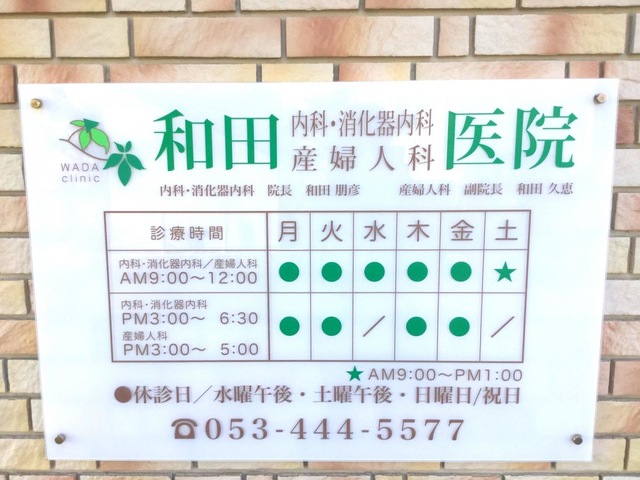 WADA
clinic
和田 内科・消化器内科 産婦人科 医院
内科・消化器内科 院長 和田 朋彦 産婦人科 副院長 和田 久恵
診療時間 月 火 水 木 金 土
内科・消化器内科／産婦人科
AM9:00〜12:00 ● ● ● ● ● ★
内科・消化器内科
PM3:00〜 6:30 ● ● ／ ● ● ／
産婦人科
PM3:00〜 5:00
★AM9:00〜PM1:00
●休診日／水曜午後・土曜午後・日曜日/祝日
☎053-444-5577